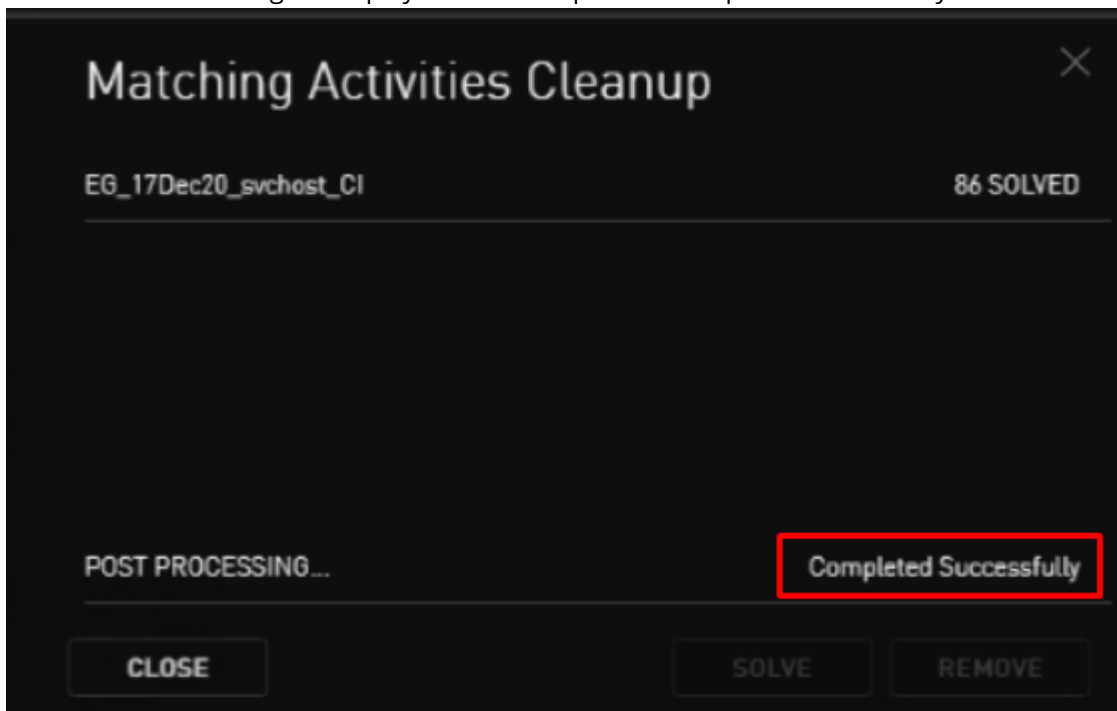 Matching Activities Cleanup
EG_17Dec20_svchost_CI 86 SOLVED
POST PROCESSING... Completed Successfully
CLOSE SOLVE REMOVE